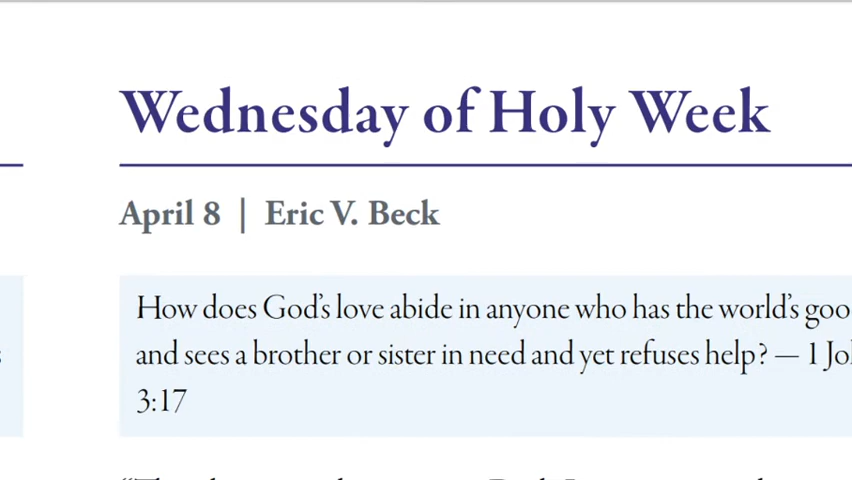 Wednesday of Holy Week
April 8 | Eric V. Beck
How does God's love abide in anyone who has the world's
and sees a brother or sister in need and yet refuses help? — 1
3:17